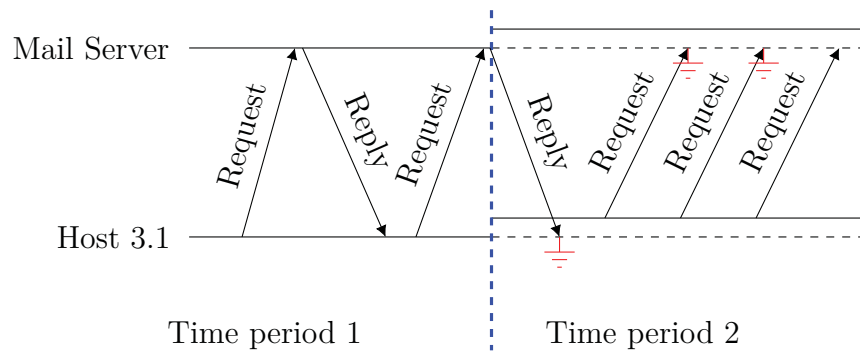 Mail Server
Request
Reply
Request
Reply
Request
Request
Request
Host 3.1
Time period 1
Time period 2